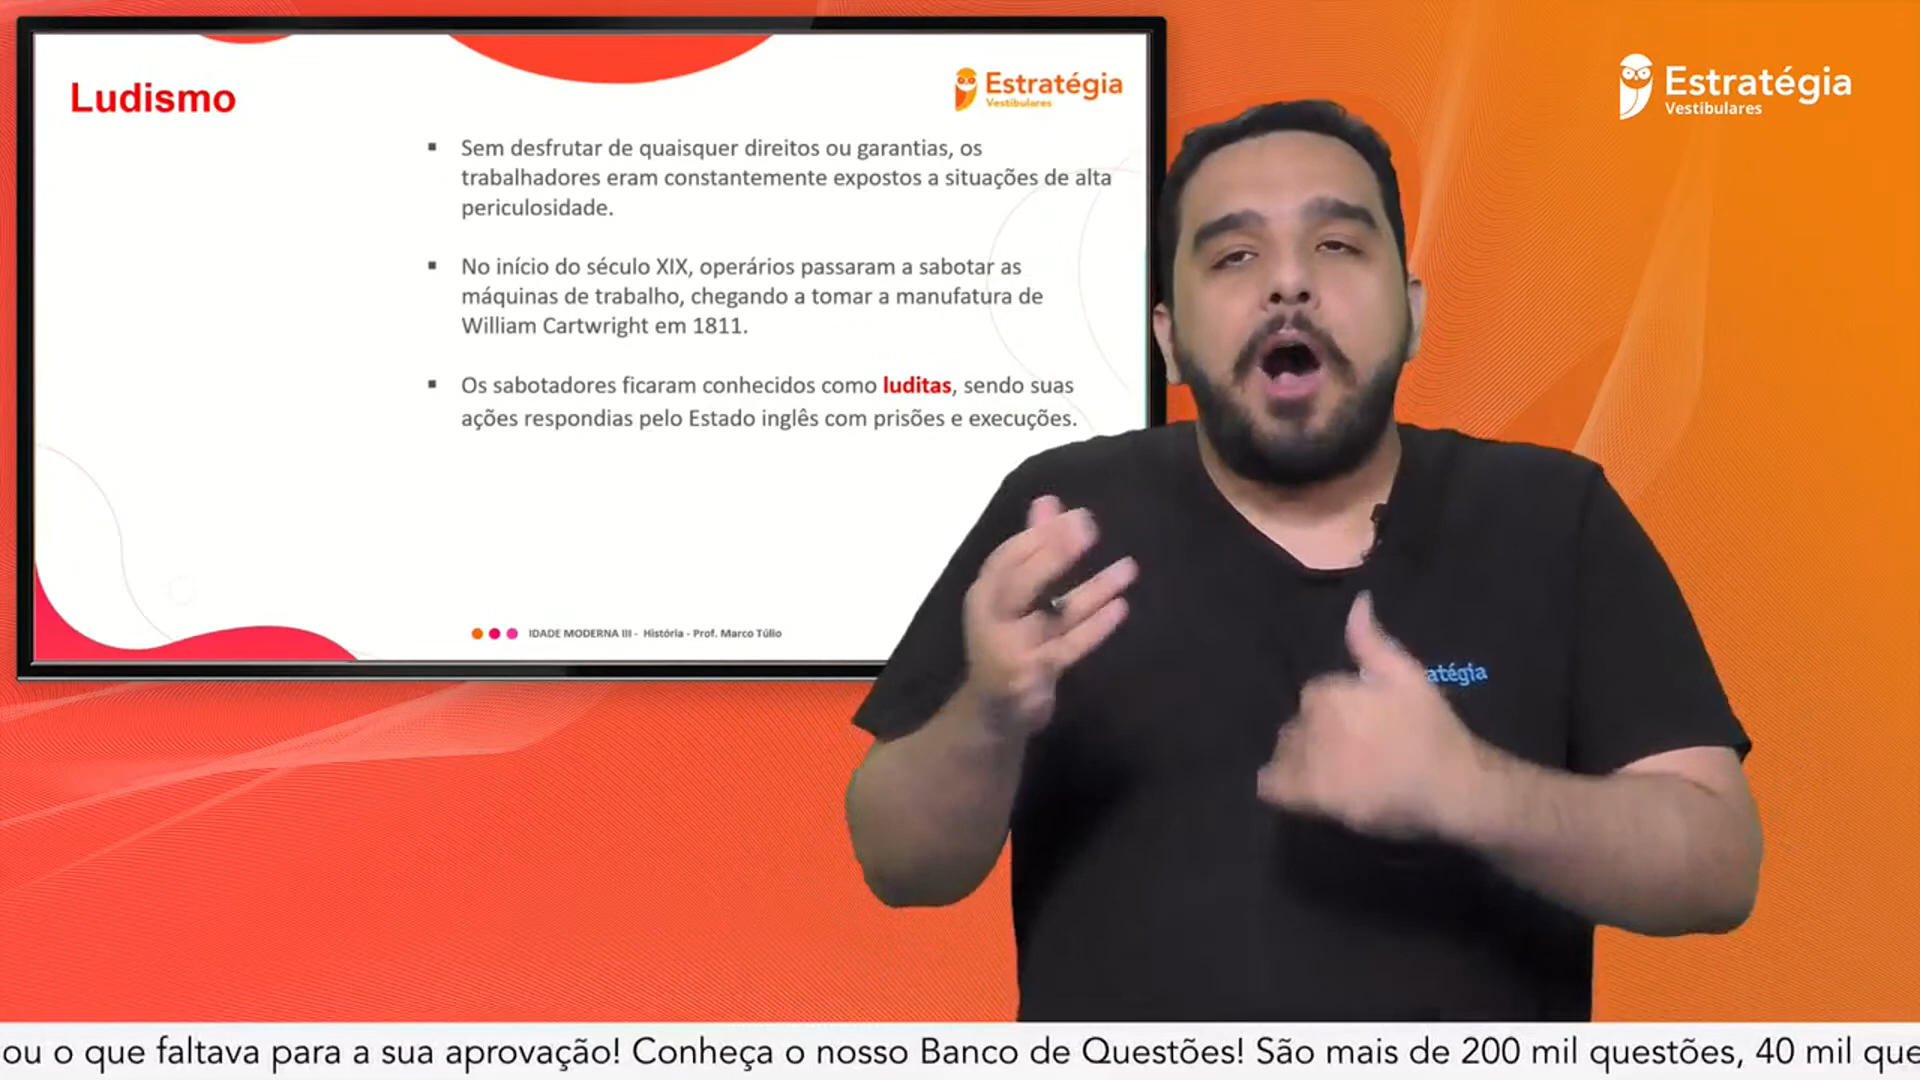 Ludismo
Estratégia
Vestibulares
Estratégia
Vestibulares
▪ Sem desfrutar de quaisquer direitos ou garantias, os
trabalhadores eram constantemente expostos a situações de alta
periculosidade.
▪ No início do século XIX, operários passaram a sabotar as
máquinas de trabalho, chegando a tomar a manufatura de
William Cartwright em 1811.
▪ Os sabotadores ficaram conhecidos como luditas, sendo suas
ações respondias pelo Estado inglês com prisões e execuções.
IDADE MODERNA III - História - Prof. Marco Túlio
atégia
ou o que faltava para a sua aprovação! Conheça o nosso Banco de Questões! São mais de 200 mil questões, 40 mil que